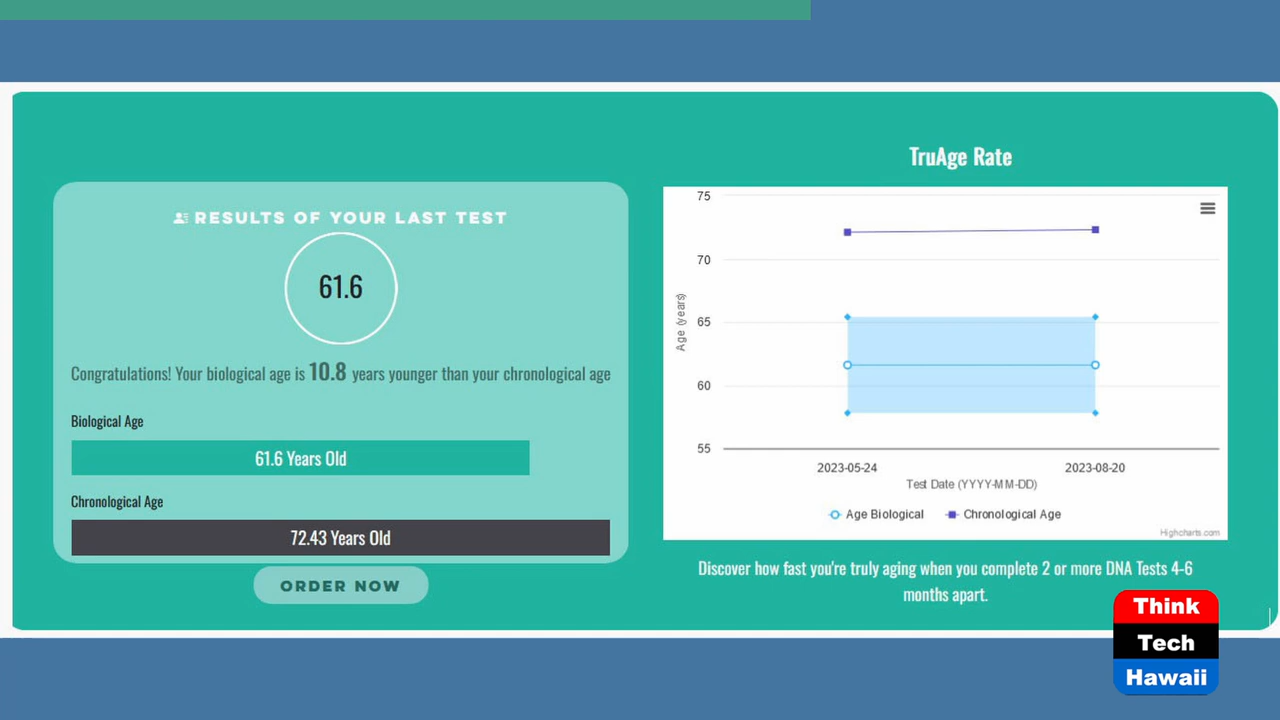 RESULTS OF YOUR LAST TEST
61.6
Congratulations! Your biological age is 10.8 years younger than your chronological age
Biological Age
61.6 Years Old
Chronological Age
72.43 Years Old
ORDER NOW
TruAge Rate
75
70
65
60
55
Age (years)
2023-05-24
2023-08-20
Test Date (YYYY-MM-DD)
Age Biological
Chronological Age
Highcharts.com
Discover how fast you're truly aging when you complete 2 or more DNA Tests 4-6
months apart.
Think
Tech
Hawaii